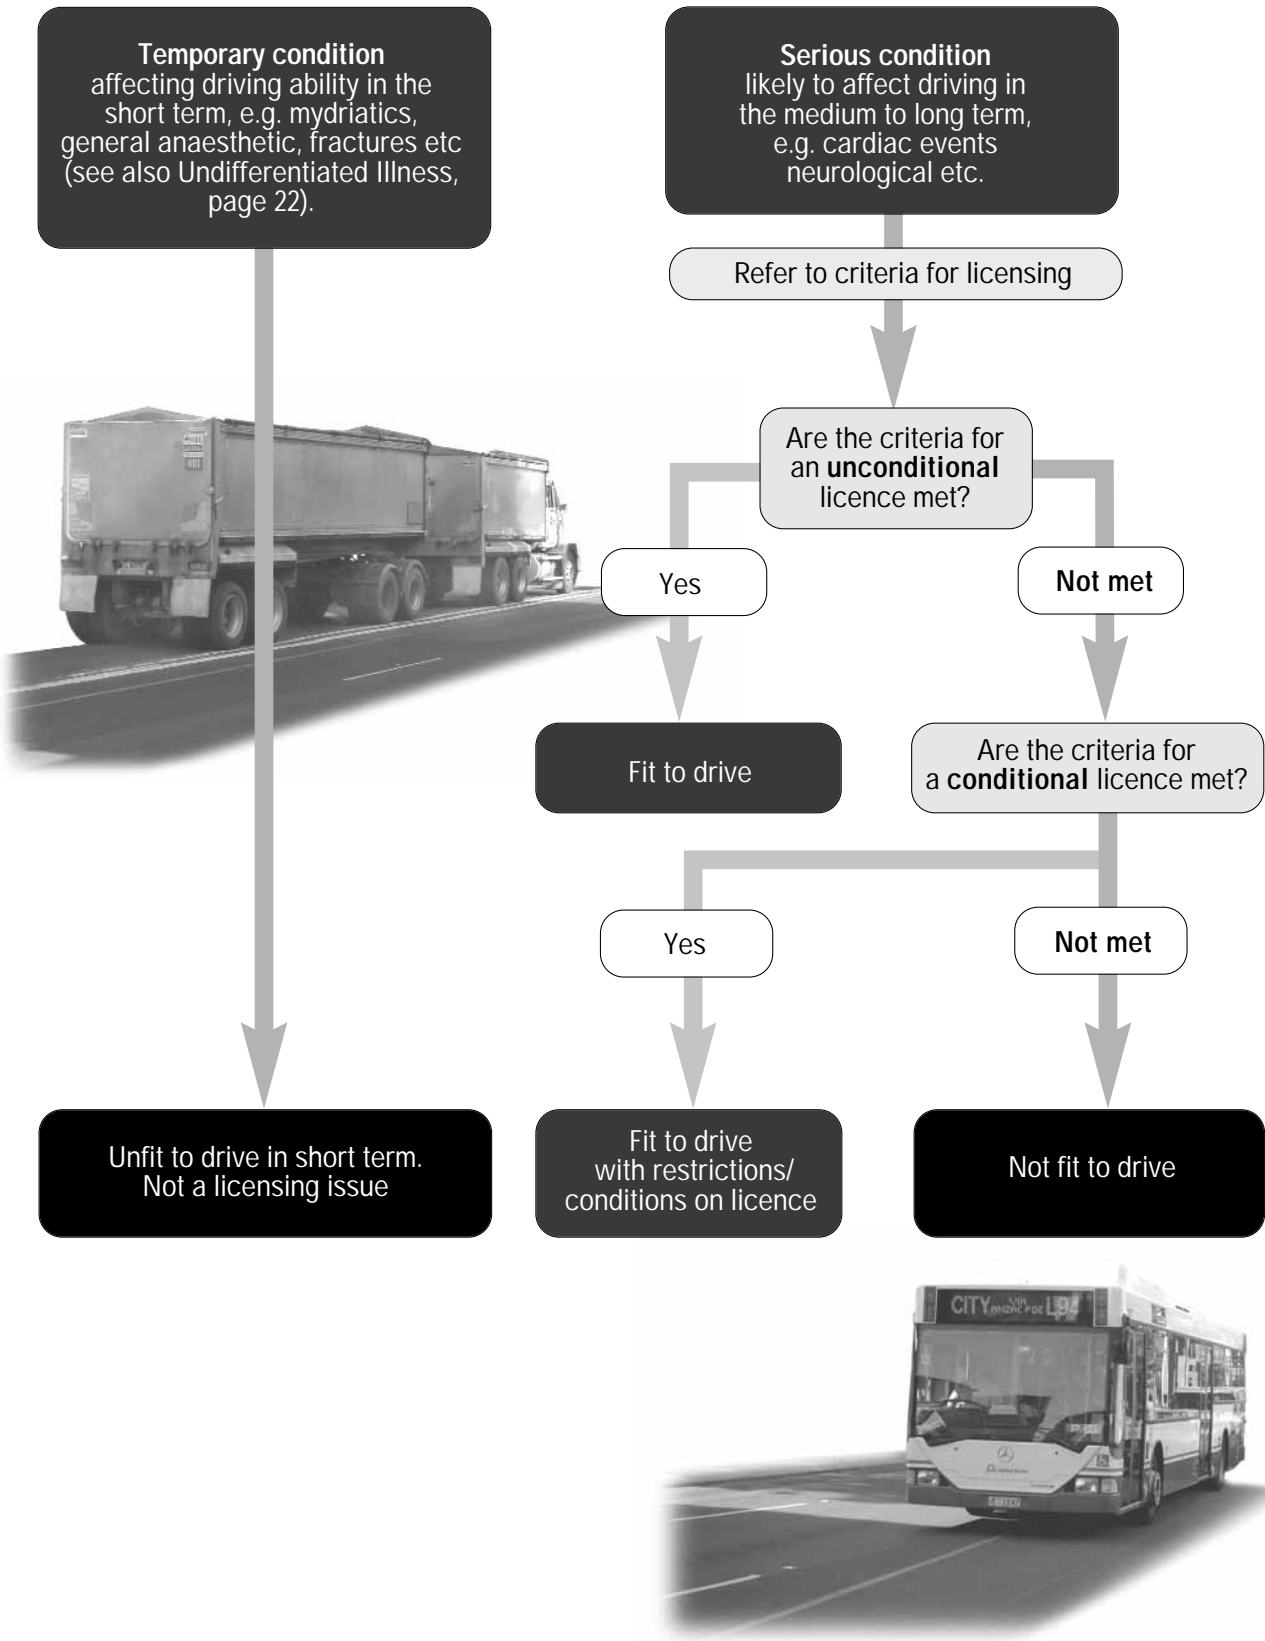 Temporary condition
affecting driving ability in the
short term, e.g. mydriatics,
general anaesthetic, fractures etc
(see also Undifferentiated Illness,
page 22).
Serious condition
likely to affect driving in
the medium to long term,
e.g. cardiac events
neurological etc.
Refer to criteria for licensing
Are the criteria for
an unconditional
licence met?
Yes
Not met
Fit to drive
Are the criteria for
a conditional licence met?
Yes
Not met
Unfit to drive in short term.
Not a licensing issue
Fit to drive
with restrictions/
conditions on licence
Not fit to drive
CITY VIA
ANZAC PDE L94